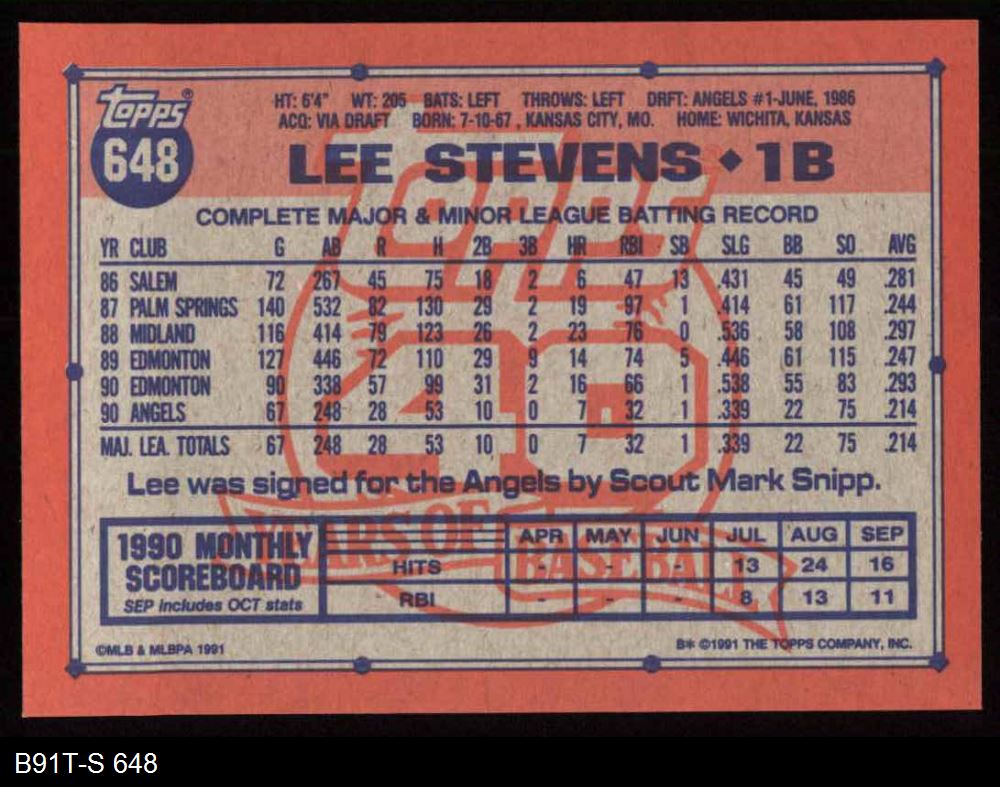 Topps®
648
HT: 6'4" WT: 205 BATS: LEFT THROWS: LEFT DRFT: ANGELS #1-JUNE, 1986
ACQ: VIA DRAFT BORN: 7-10-67, KANSAS CITY, MO. HOME: WICHITA, KANSAS
LEE STEVENS ◆ 1B
Topps
40
YEARS OF BASEBALL
COMPLETE MAJOR & MINOR LEAGUE BATTING RECORD
YR CLUB G AB R H 2B 3B HR RBI SB SLG BB SO AVG
86 SALEM 72 267 45 75 18 2 6 47 13 .431 45 49 .281
87 PALM SPRINGS 140 532 82 130 29 2 19 97 1 .414 61 117 .244
88 MIDLAND 116 414 79 123 26 2 23 76 0 .536 58 108 .297
89 EDMONTON 127 446 72 110 29 9 14 74 5 .446 61 115 .247
90 EDMONTON 90 338 57 99 31 2 16 66 1 .538 55 83 .293
90 ANGELS 67 248 28 53 10 0 7 32 1 .339 22 75 .214
MAJ. LEA. TOTALS 67 248 28 53 10 0 7 32 1 .339 22 75 .214
Lee was signed for the Angels by Scout Mark Snipp.
1990 MONTHLY
SCOREBOARD
SEP includes OCT stats
APR MAY JUN JUL AUG SEP
HITS - - - 13 24 16
RBI - - - 8 13 11
©MLB & MLBPA 1991
B* ©1991 THE TOPPS COMPANY, INC.
B91T-S 648